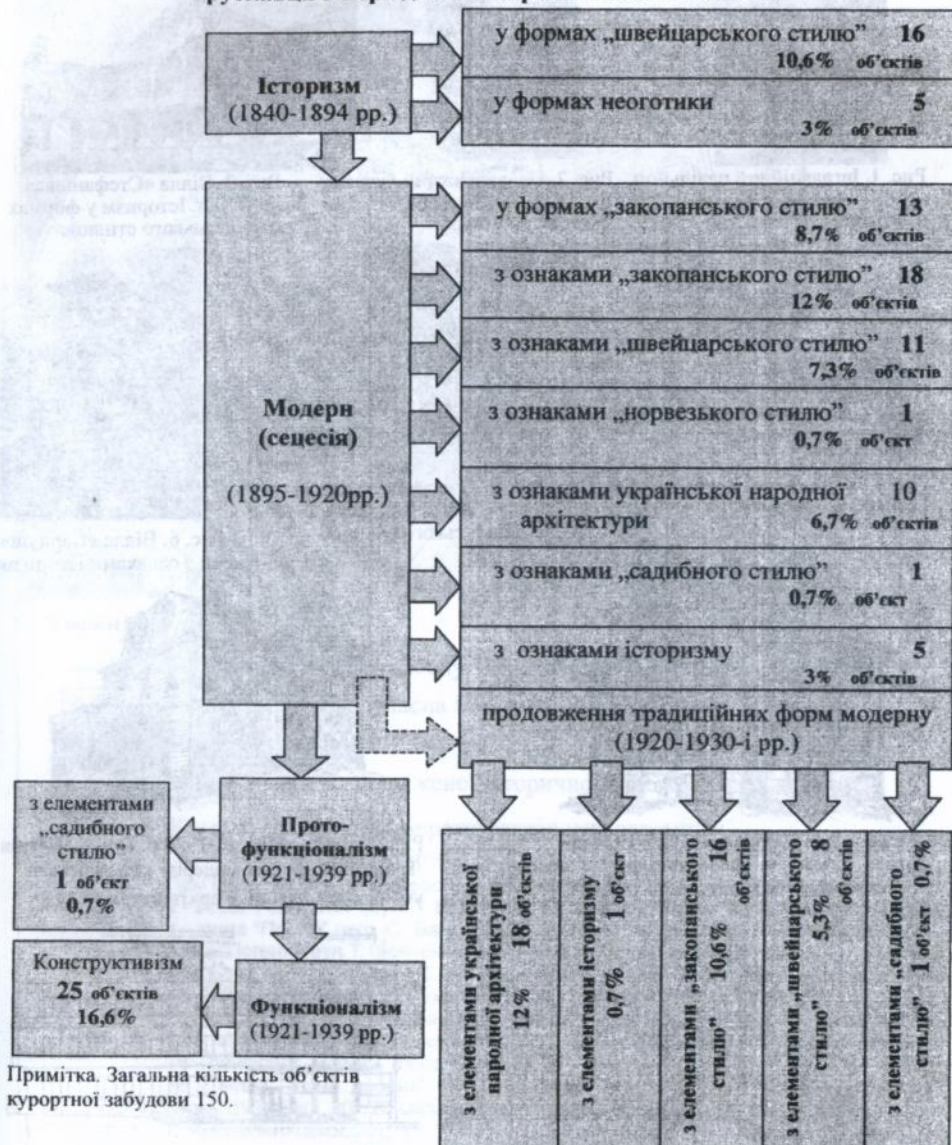 Історизм
(1840-1894 рр.)
у формах „швейцарського стилю” 16
10,6% об’єктів
у формах неоготики 5
3% об’єктів
Модерн
(сецесія)
(1895-1920рр.)
у формах „закопанського стилю” 13
8,7% об’єктів
з ознаками „закопанського стилю” 18
12% об’єктів
з ознаками „швейцарського стилю” 11
7,3% об’єктів
з ознаками „норвезького стилю” 1
0,7% об’єкт
з ознаками української народної 10
архітектури 6,7% об’єктів
з ознаками „садибного стилю” 1
0,7% об’єкт
з ознаками історизму 5
3% об’єктів
продовження традиційних форм модерну
(1920-1930-і рр.)
з елементами
„садибного
стилю”
1 об’єкт
0,7%
Прото-
функціоналізм
(1921-1939 рр.)
Конструктивізм
25 об’єктів
16,6%
Функціоналізм
(1921-1939 рр.)
з елементами української
народної архітектури
12% 18 об’єктів
з елементами історизму
0,7% 1 об’єкт
з елементами „закопанського 16
стилю” 10,6% об’єктів
з елементами „швейцарського 8
стилю” 5,3% об’єктів
з елементами „садибного
стилю” 1 об’єкт 0,7%
Примітка. Загальна кількість об’єктів
курортної забудови 150.